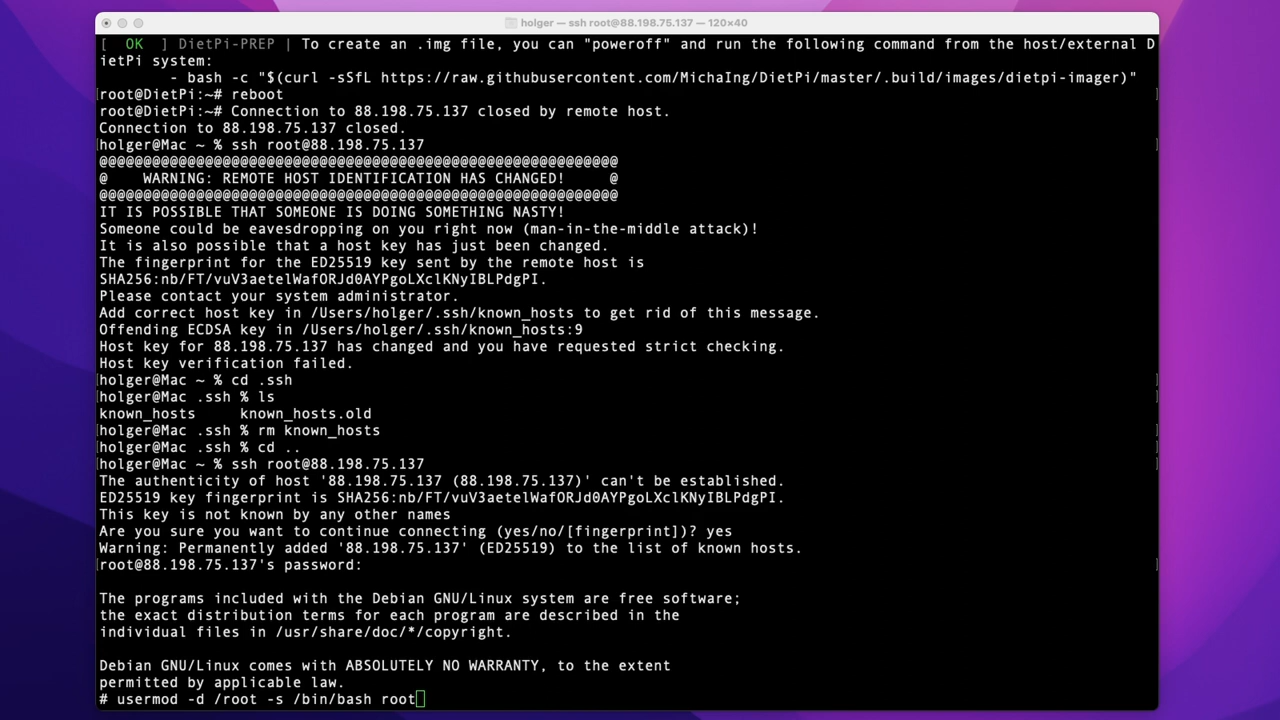 holger — ssh root@88.198.75.137 — 120×40
[  OK  ] DietPi-PREP | To create an .img file, you can "poweroff" and run the following command from the host/external D
ietPi system:
        - bash -c "$(curl -sSfL https://raw.githubusercontent.com/MichaIng/DietPi/master/.build/images/dietpi-imager)"
root@DietPi:~# reboot
root@DietPi:~# Connection to 88.198.75.137 closed by remote host.
Connection to 88.198.75.137 closed.
holger@Mac ~ % ssh root@88.198.75.137
@@@@@@@@@@@@@@@@@@@@@@@@@@@@@@@@@@@@@@@@@@@@@@@@@@@@@@@@@@@
@    WARNING: REMOTE HOST IDENTIFICATION HAS CHANGED!     @
@@@@@@@@@@@@@@@@@@@@@@@@@@@@@@@@@@@@@@@@@@@@@@@@@@@@@@@@@@@
IT IS POSSIBLE THAT SOMEONE IS DOING SOMETHING NASTY!
Someone could be eavesdropping on you right now (man-in-the-middle attack)!
It is also possible that a host key has just been changed.
The fingerprint for the ED25519 key sent by the remote host is
SHA256:nb/FT/vuV3aetelWafORJd0AYPgoLXclKNyIBLPdgPI.
Please contact your system administrator.
Add correct host key in /Users/holger/.ssh/known_hosts to get rid of this message.
Offending ECDSA key in /Users/holger/.ssh/known_hosts:9
Host key for 88.198.75.137 has changed and you have requested strict checking.
Host key verification failed.
holger@Mac ~ % cd .ssh
holger@Mac .ssh % ls
known_hosts     known_hosts.old
holger@Mac .ssh % rm known_hosts
holger@Mac .ssh % cd ..
holger@Mac ~ % ssh root@88.198.75.137
The authenticity of host '88.198.75.137 (88.198.75.137)' can't be established.
ED25519 key fingerprint is SHA256:nb/FT/vuV3aetelWafORJd0AYPgoLXclKNyIBLPdgPI.
This key is not known by any other names
Are you sure you want to continue connecting (yes/no/[fingerprint])? yes
Warning: Permanently added '88.198.75.137' (ED25519) to the list of known hosts.
root@88.198.75.137's password:
The programs included with the Debian GNU/Linux system are free software;
the exact distribution terms for each program are described in the
individual files in /usr/share/doc/*/copyright.
Debian GNU/Linux comes with ABSOLUTELY NO WARRANTY, to the extent
permitted by applicable law.
# usermod -d /root -s /bin/bash root